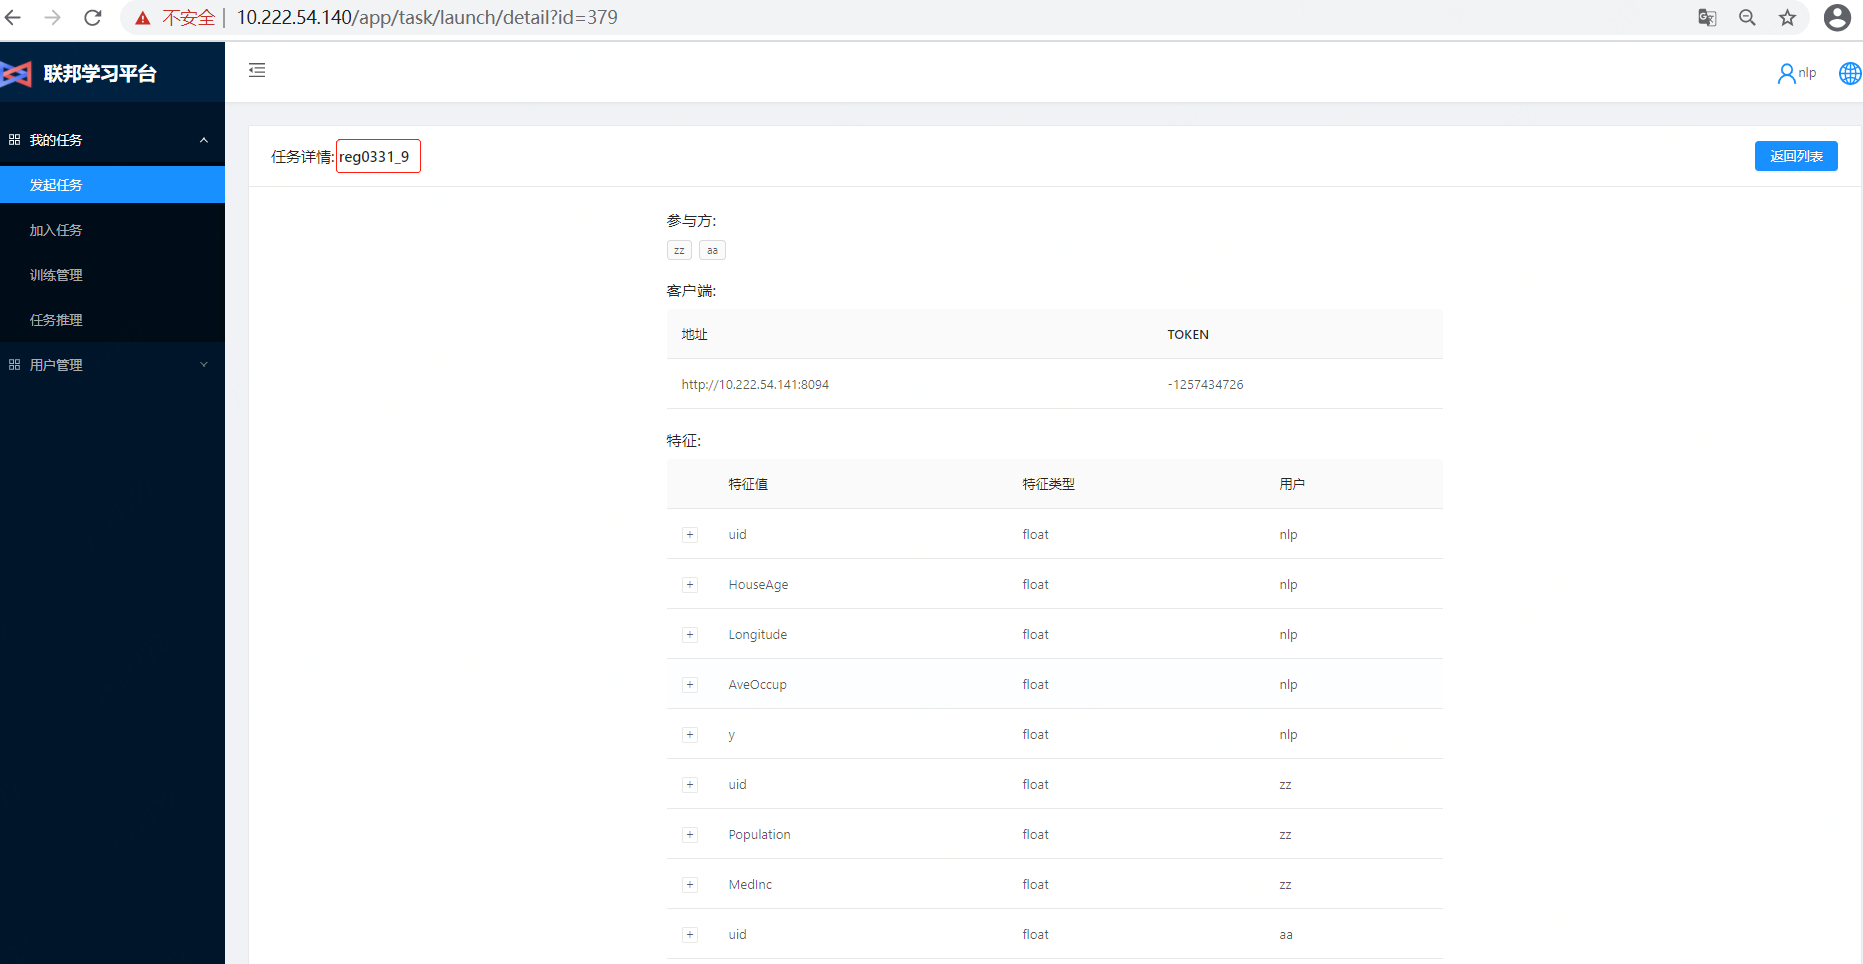 不安全 | 10.222.54.140/app/task/launch/detail?id=379
联邦学习平台
nlp
我的任务
发起任务
加入任务
训练管理
任务推理
用户管理
任务详情: reg0331_9
返回列表
参与方:
zz aa
客户端:
地址 TOKEN
http://10.222.54.141:8094 -1257434726
特征:
特征值 特征类型 用户
+ uid float nlp
+ HouseAge float nlp
+ Longitude float nlp
+ AveOccup float nlp
+ y float nlp
+ uid float zz
+ Population float zz
+ MedInc float zz
+ uid float aa